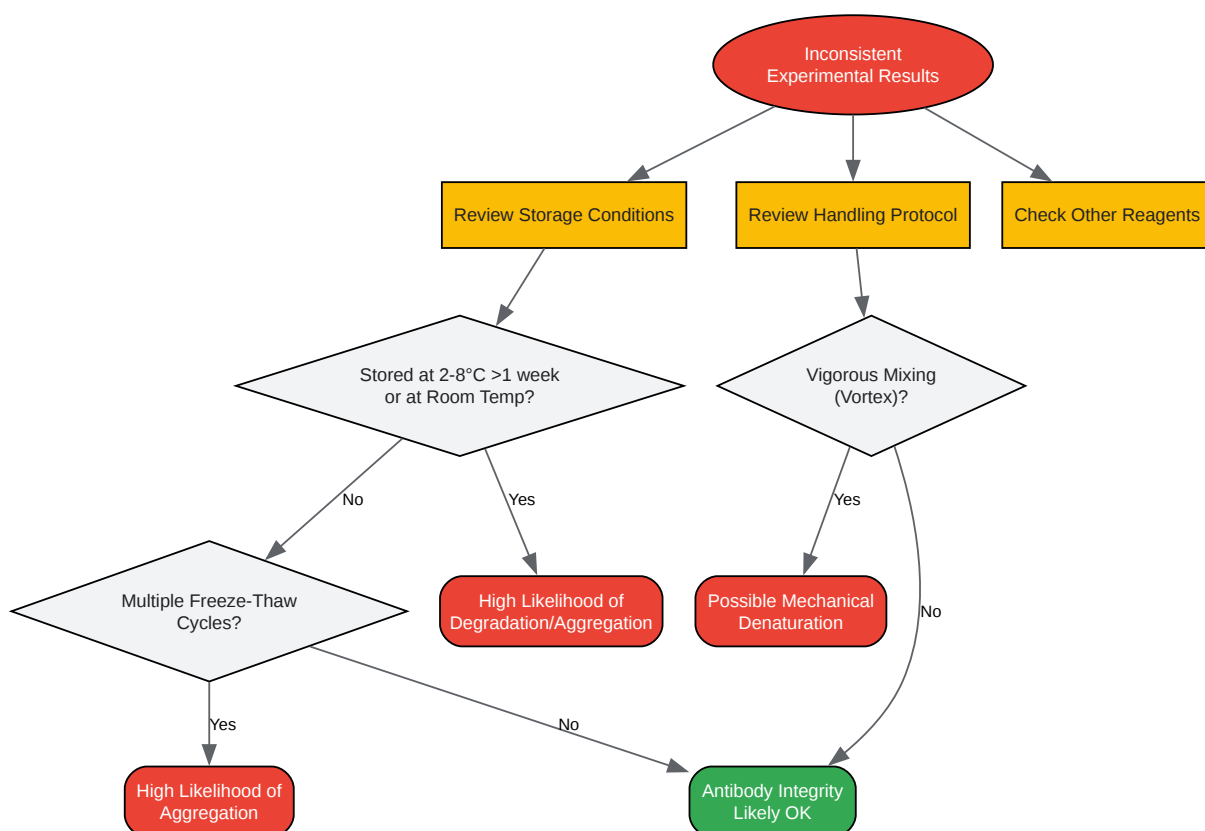 Inconsistent
Experimental Results
Review Storage Conditions
Review Handling Protocol
Check Other Reagents
Stored at 2-8°C >1 week
or at Room Temp?
Vigorous Mixing
(Vortex)?
No
Yes
Yes
No
Multiple Freeze-Thaw
Cycles?
High Likelihood of
Degradation/Aggregation
Possible Mechanical
Denaturation
Yes
No
High Likelihood of
Aggregation
Antibody Integrity
Likely OK